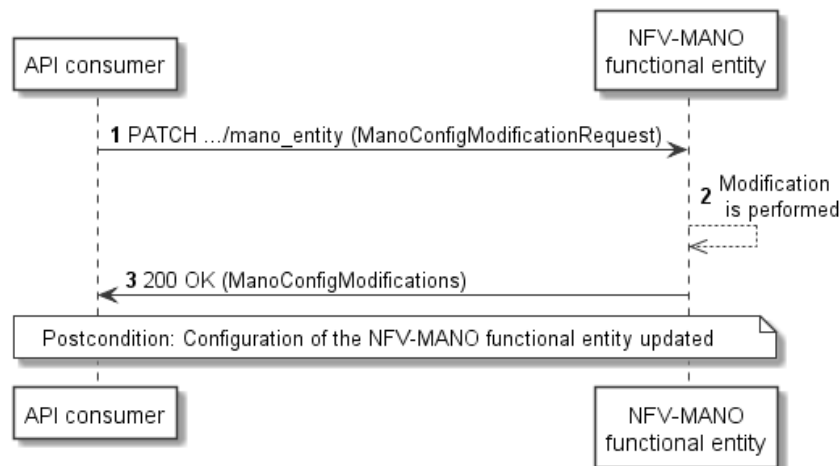 API consumer
NFV-MANO
functional entity
1 PATCH .../mano_entity (ManoConfigModificationRequest)
2 Modification
is performed
3 200 OK (ManoConfigModifications)
Postcondition: Configuration of the NFV-MANO functional entity updated
API consumer
NFV-MANO
functional entity